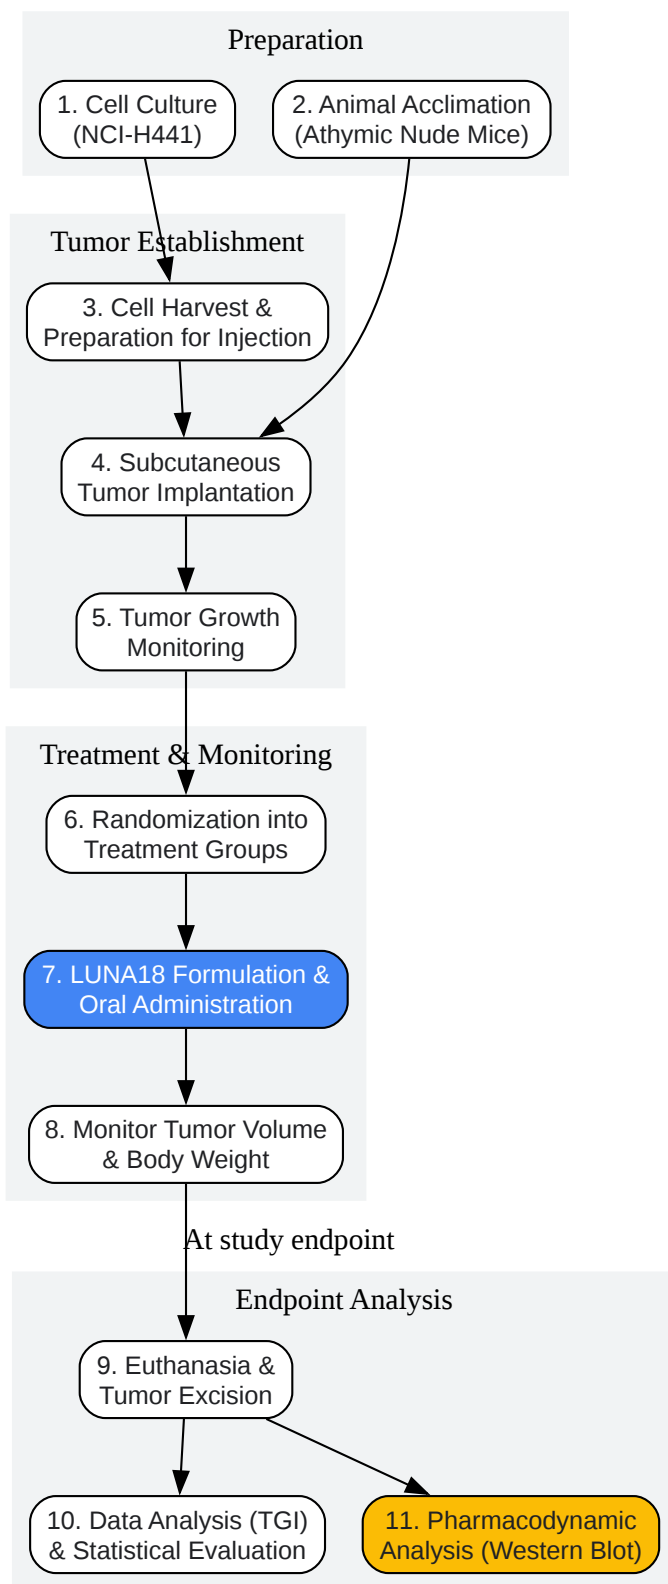 Preparation
1. Cell Culture
(NCI-H441)
2. Animal Acclimation
(Athymic Nude Mice)
Tumor Establishment
3. Cell Harvest &
Preparation for Injection
4. Subcutaneous
Tumor Implantation
5. Tumor Growth
Monitoring
Treatment & Monitoring
6. Randomization into
Treatment Groups
7. LUNA18 Formulation &
Oral Administration
8. Monitor Tumor Volume
& Body Weight
At study endpoint
Endpoint Analysis
9. Euthanasia &
Tumor Excision
10. Data Analysis (TGI)
& Statistical Evaluation
11. Pharmacodynamic
Analysis (Western Blot)